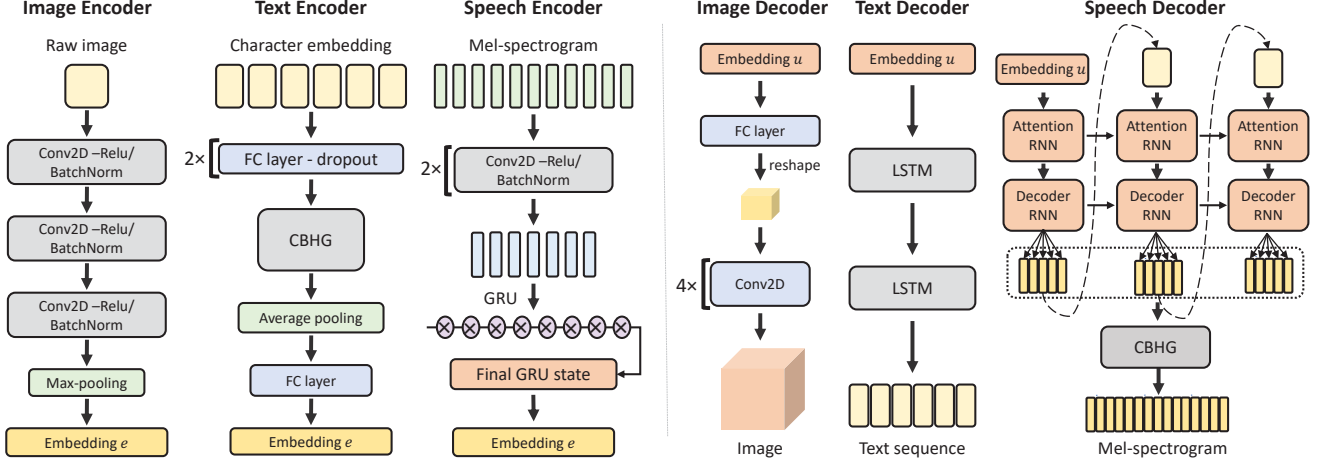 Image Encoder
Raw image
Conv2D –Relu/
BatchNorm
Conv2D –Relu/
BatchNorm
Conv2D –Relu/
BatchNorm
Max-pooling
Embedding e
Text Encoder
Character embedding
2×
FC layer - dropout
CBHG
Average pooling
FC layer
Embedding e
Speech Encoder
Mel-spectrogram
2×
Conv2D –Relu/
BatchNorm
GRU
Final GRU state
Embedding e
Image Decoder
Embedding u
FC layer
reshape
4×
Conv2D
Image
Text Decoder
Embedding u
LSTM
LSTM
Text sequence
Speech Decoder
Embedding u
Attention
RNN
Attention
RNN
Attention
RNN
Decoder
RNN
Decoder
RNN
Decoder
RNN
CBHG
Mel-spectrogram